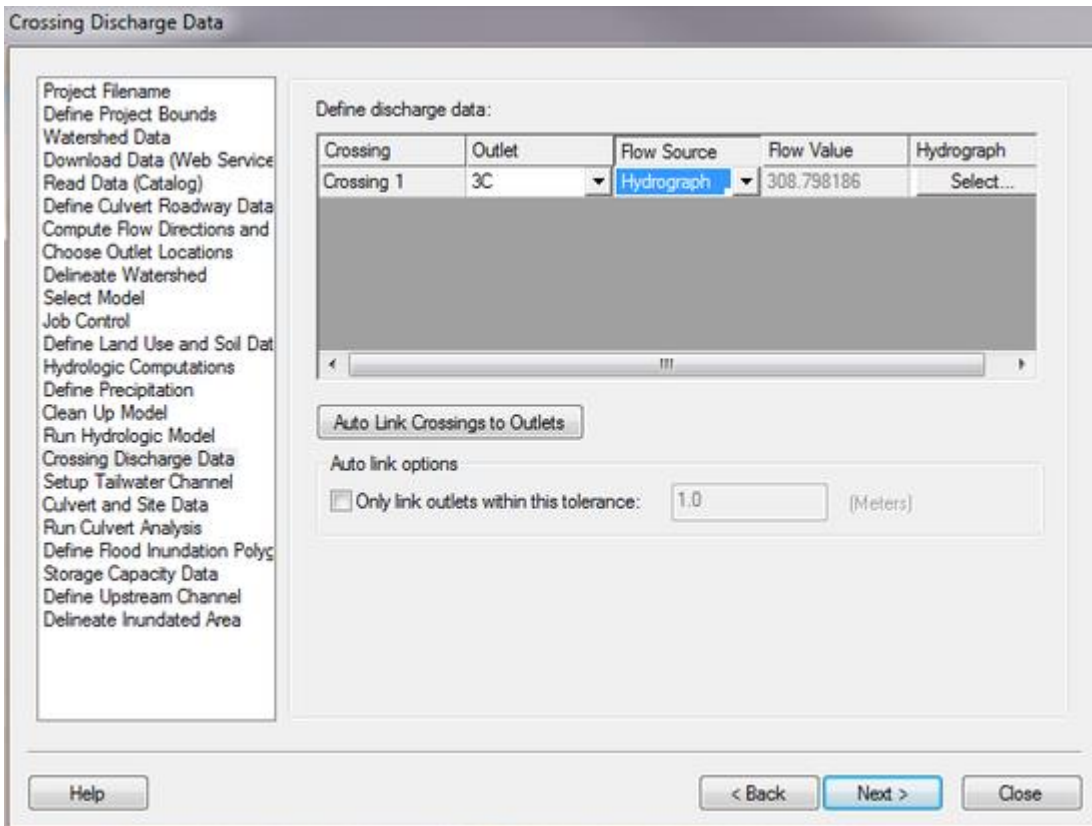 Crossing Discharge Data
Project Filename
Define Project Bounds
Watershed Data
Download Data (Web Service
Read Data (Catalog)
Define Culvert Roadway Data
Compute Flow Directions and
Choose Outlet Locations
Delineate Watershed
Select Model
Job Control
Define Land Use and Soil Dat
Hydrologic Computations
Define Precipitation
Clean Up Model
Run Hydrologic Model
Crossing Discharge Data
Setup Tailwater Channel
Culvert and Site Data
Run Culvert Analysis
Define Flood Inundation Polyg
Storage Capacity Data
Define Upstream Channel
Delineate Inundated Area
Define discharge data:
Crossing Outlet Flow Source Flow Value Hydrograph
Crossing 1 3C Hydrograph 308.798186 Select...
Auto Link Crossings to Outlets
Auto link options
Only link outlets within this tolerance: 1.0 (Meters)
Help < Back Next > Close